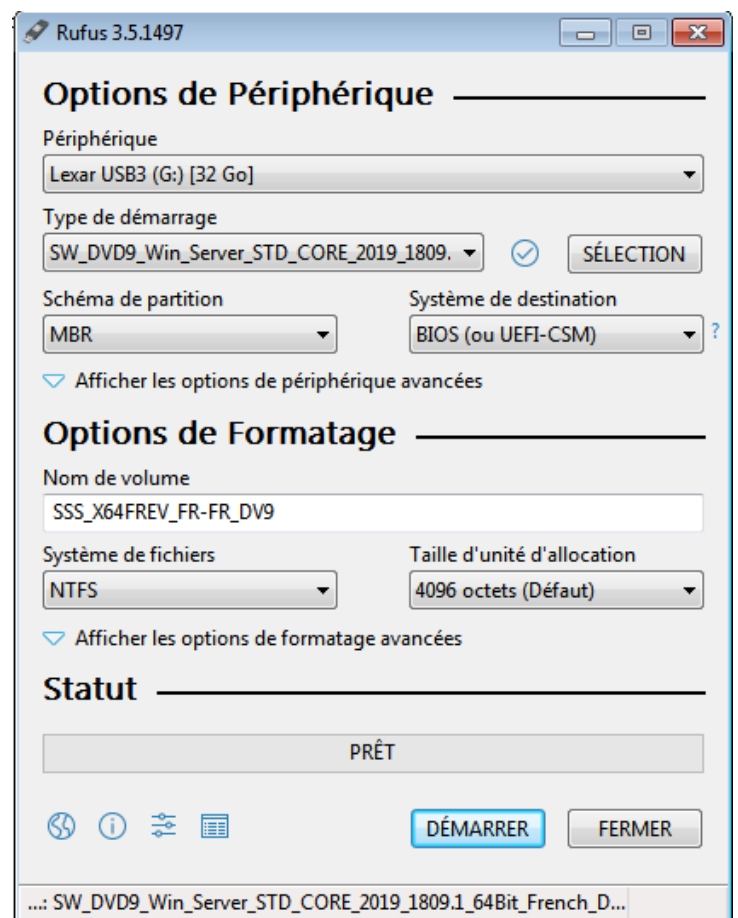 Rufus 3.5.1497
Options de Périphérique
Périphérique
Lexar USB3 (G:) [32 Go]
Type de démarrage
SW_DVD9_Win_Server_STD_CORE_2019_1809.
SÉLECTION
Schéma de partition
Système de destination
MBR
BIOS (ou UEFI-CSM)
?
Afficher les options de périphérique avancées
Options de Formatage
Nom de volume
SSS_X64FREV_FR-FR_DV9
Système de fichiers
Taille d'unité d'allocation
NTFS
4096 octets (Défaut)
Afficher les options de formatage avancées
Statut
PRÊT
DÉMARRER
FERMER
...: SW_DVD9_Win_Server_STD_CORE_2019_1809.1_64Bit_French_D...